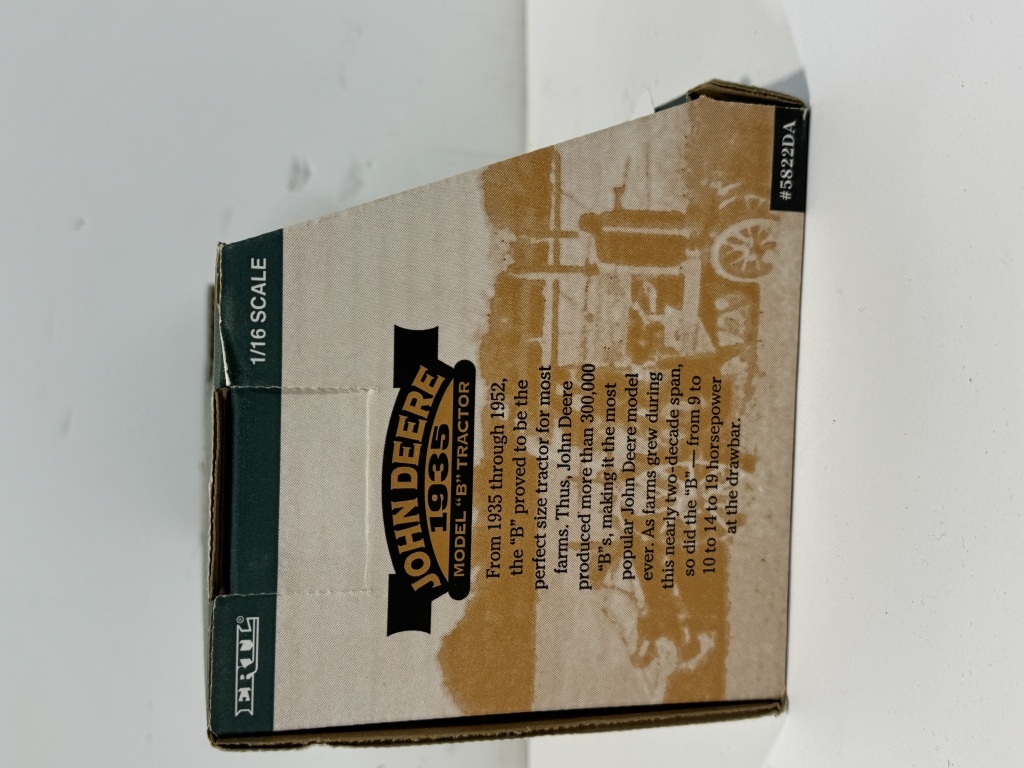 ERTL®
1/16 SCALE
JOHN DEERE
1935
MODEL "B" TRACTOR
From 1935 through 1952,
the "B" proved to be the
perfect size tractor for most
farms. Thus, John Deere
produced more than 300,000
"B"s, making it the most
popular John Deere model
ever. As farms grew during
this nearly two-decade span,
so did the "B" — from 9 to
10 to 14 to 19 horsepower
at the drawbar.
#5822DA